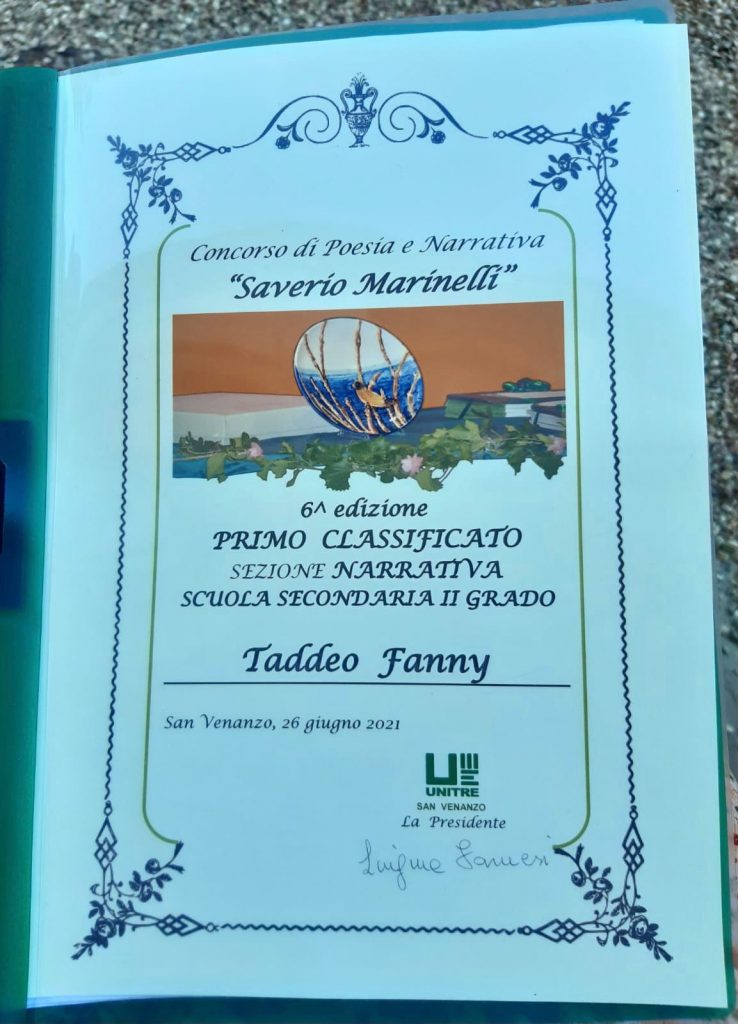 Concorso di Poesia e Narrativa
"Saverio Marinelli"
6^ edizione
PRIMO CLASSIFICATO
SEZIONE NARRATIVA
SCUOLA SECONDARIA II GRADO
Taddeo Fanny
San Venanzo, 26 giugno 2021
UNITRE
SAN VENANZO
La Presidente